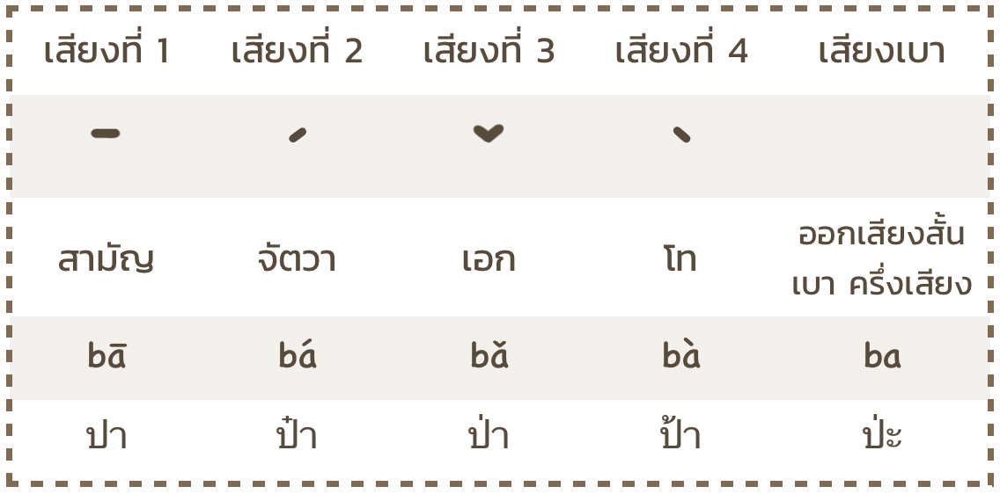 เสียงที่ 1 เสียงที่ 2 เสียงที่ 3 เสียงที่ 4 เสียงเบา
ˉ ˊ ˇ ˋ
สามัญ จัตวา เอก โท ออกเสียงสั้น
เบา ครึ่งเสียง
bā bá bǎ bà ba
ปา ป๋า ป่า ป้า ป่ะ